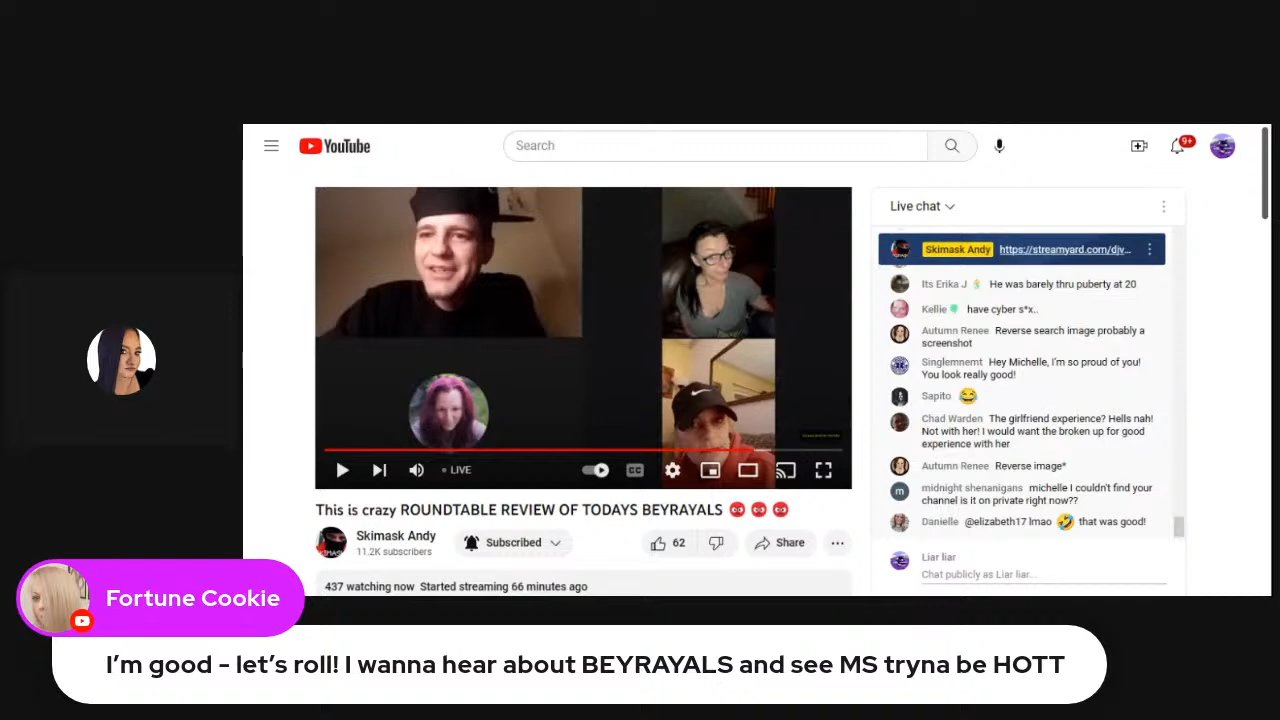 YouTube
Search
9+
Live chat
Skimask Andy https://streamyard.com/djv...
Its Erika J He was barely thru puberty at 20
Kellie have cyber s*x..
Autumn Renee Reverse search image probably a
screenshot
Singlemnemt Hey Michelle, I'm so proud of you!
You look really good!
Sapito 😂
Chad Warden The girlfriend experience? Hells nah!
Not with her! I would want the broken up for good
experience with her
Autumn Renee Reverse image*
m
midnight shenanigans michelle I couldn't find your
channel is it on private right now??
Danielle @elizabeth17 lmao 🤣 that was good!
Liar liar
Chat publicly as Liar liar...
LIVE
CC
This is crazy ROUNDTABLE REVIEW OF TODAYS BEYRAYALS
Skimask Andy
11.2K subscribers
Subscribed
62
Share
437 watching now Started streaming 66 minutes ago
Fortune Cookie
I'm good - let's roll! I wanna hear about BEYRAYALS and see MS tryna be HOTT